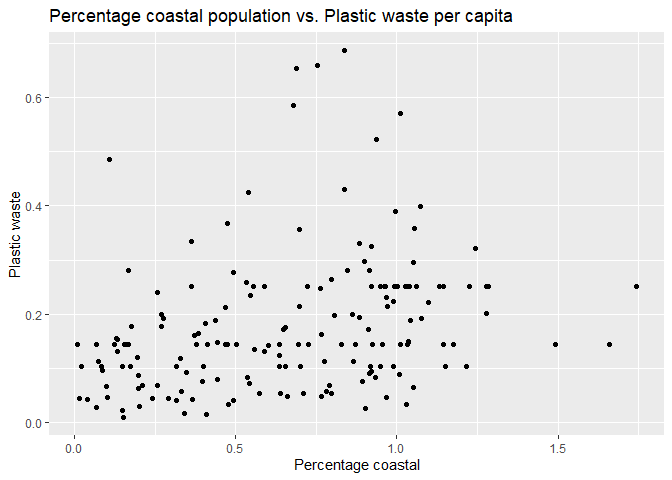 Percentage coastal population vs. Plastic waste per capita
0.6
0.4
0.2
0.0
Plastic waste
0.0 0.5 1.0 1.5
Percentage coastal